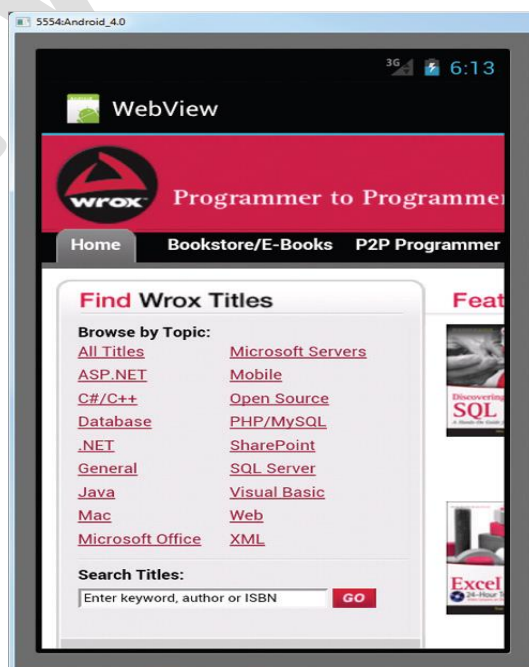 5554:Android_4.0
3G 6:13
WebView
WROX Programmer to Programmer
Home Bookstore/E-Books P2P Programmer
Find Wrox Titles Feat
Browse by Topic:
All Titles Microsoft Servers
ASP.NET Mobile
C#/C++ Open Source
Database PHP/MySQL
.NET SharePoint
General SQL Server
Java Visual Basic
Mac Web
Microsoft Office XML
Discovering
SQL
Search Titles:
Enter keyword, author or ISBN GO
Excel